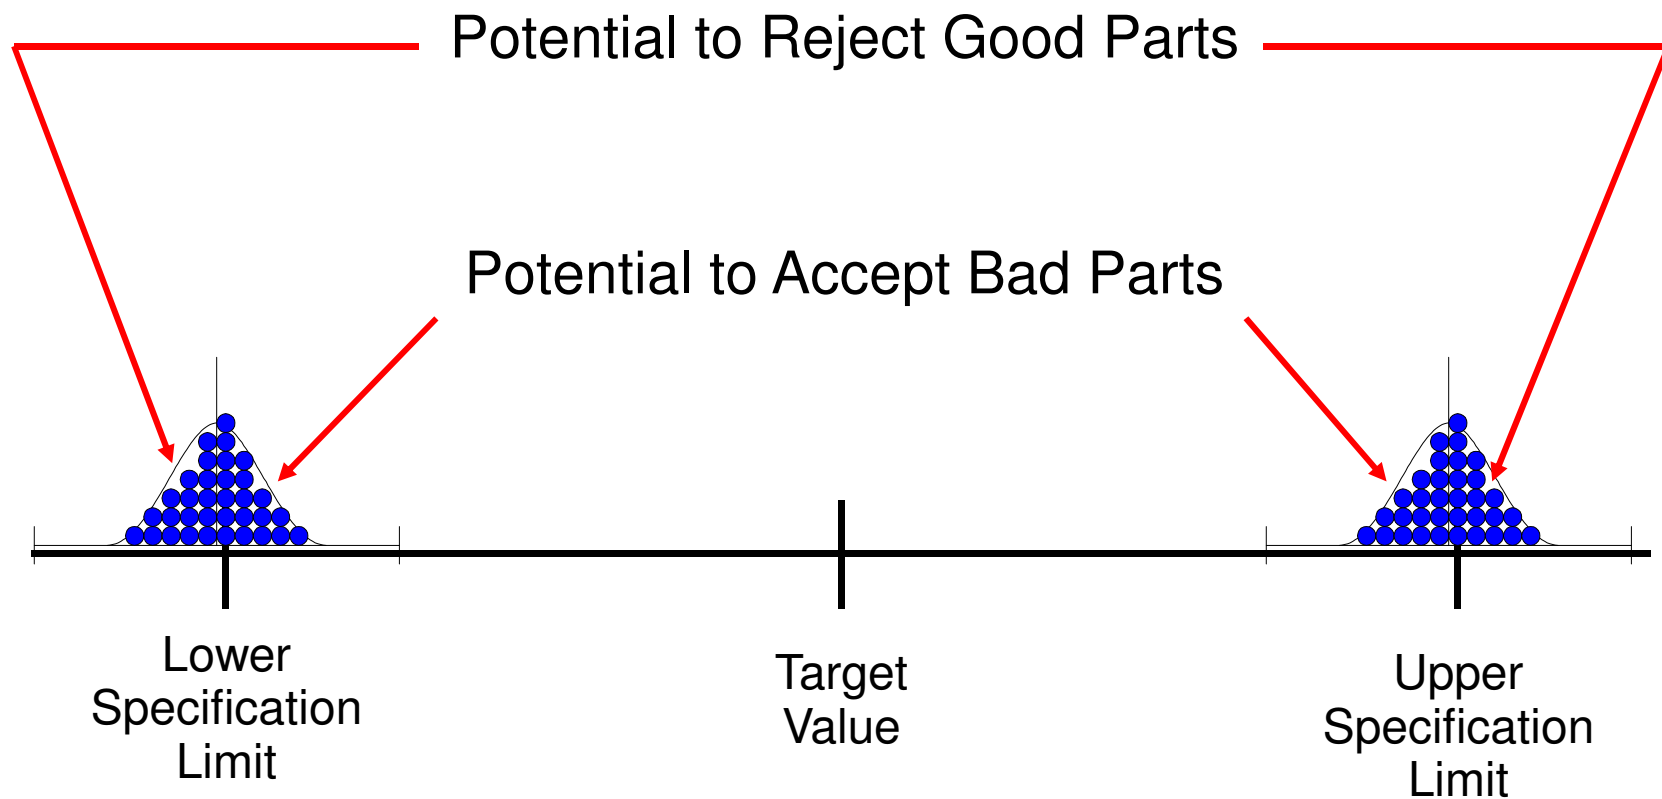 Potential to Reject Good Parts
Potential to Accept Bad Parts
Lower
Specification
Limit
Target
Value
Upper
Specification
Limit